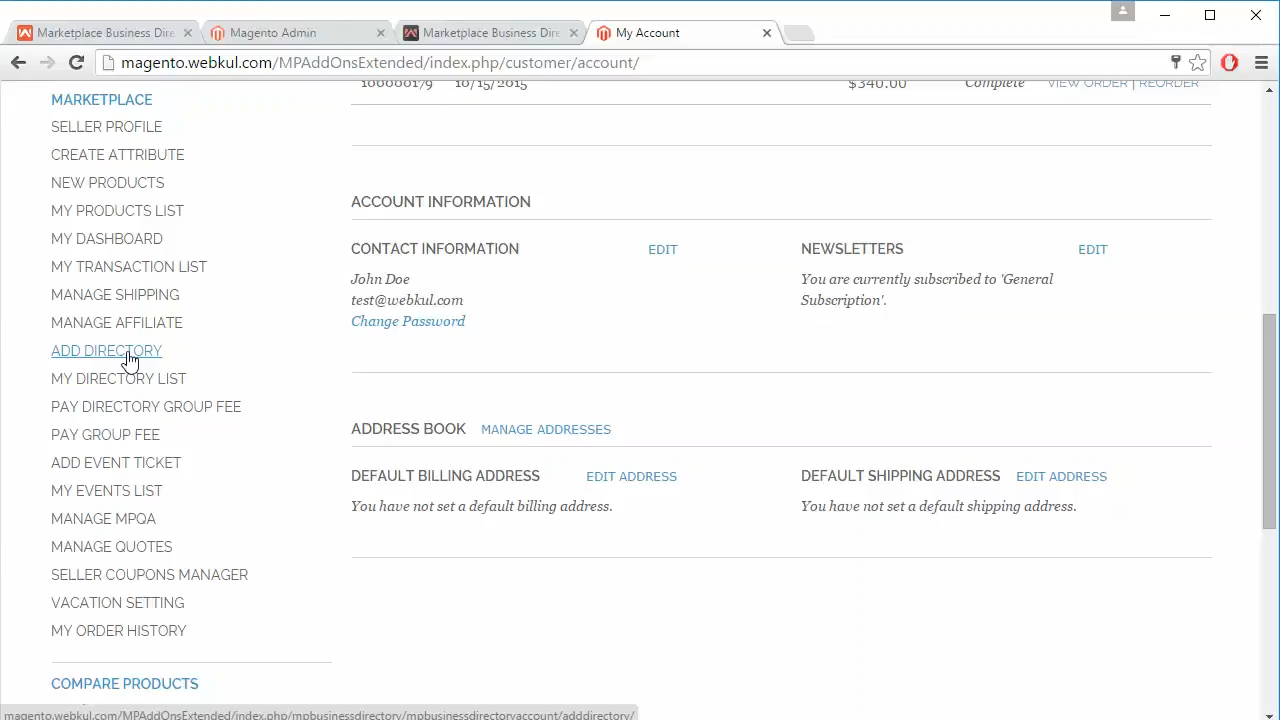 Marketplace Business Dire
Magento Admin
Marketplace Business Dire
My Account
magento.webkul.com/MPAddOnsExtended/index.php/customer/account/
100000179 10/15/2015 $340.00 Complete VIEW ORDER | REORDER
MARKETPLACE
SELLER PROFILE
CREATE ATTRIBUTE
NEW PRODUCTS
MY PRODUCTS LIST
MY DASHBOARD
MY TRANSACTION LIST
MANAGE SHIPPING
MANAGE AFFILIATE
ADD DIRECTORY
MY DIRECTORY LIST
PAY DIRECTORY GROUP FEE
PAY GROUP FEE
ADD EVENT TICKET
MY EVENTS LIST
MANAGE MPQA
MANAGE QUOTES
SELLER COUPONS MANAGER
VACATION SETTING
MY ORDER HISTORY
COMPARE PRODUCTS
ACCOUNT INFORMATION
CONTACT INFORMATION EDIT
John Doe
test@webkul.com
Change Password
NEWSLETTERS EDIT
You are currently subscribed to 'General
Subscription'.
ADDRESS BOOK MANAGE ADDRESSES
DEFAULT BILLING ADDRESS EDIT ADDRESS
You have not set a default billing address.
DEFAULT SHIPPING ADDRESS EDIT ADDRESS
You have not set a default shipping address.
magento.webkul.com/MPAddOnsExtended/index.php/mpbusinessdirectory/mpbusinessdirectoryaccount/adddirectory/